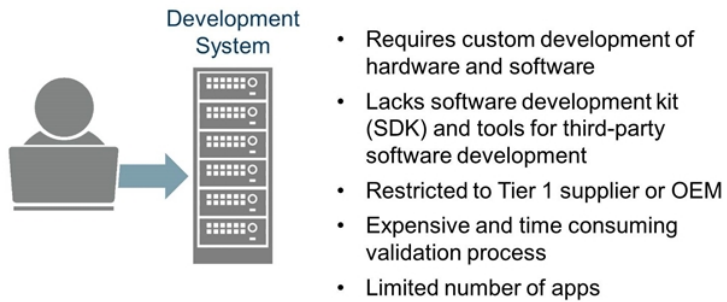 Development
System
• Requires custom development of
hardware and software
• Lacks software development kit
(SDK) and tools for third-party
software development
• Restricted to Tier 1 supplier or OEM
• Expensive and time consuming
validation process
• Limited number of apps